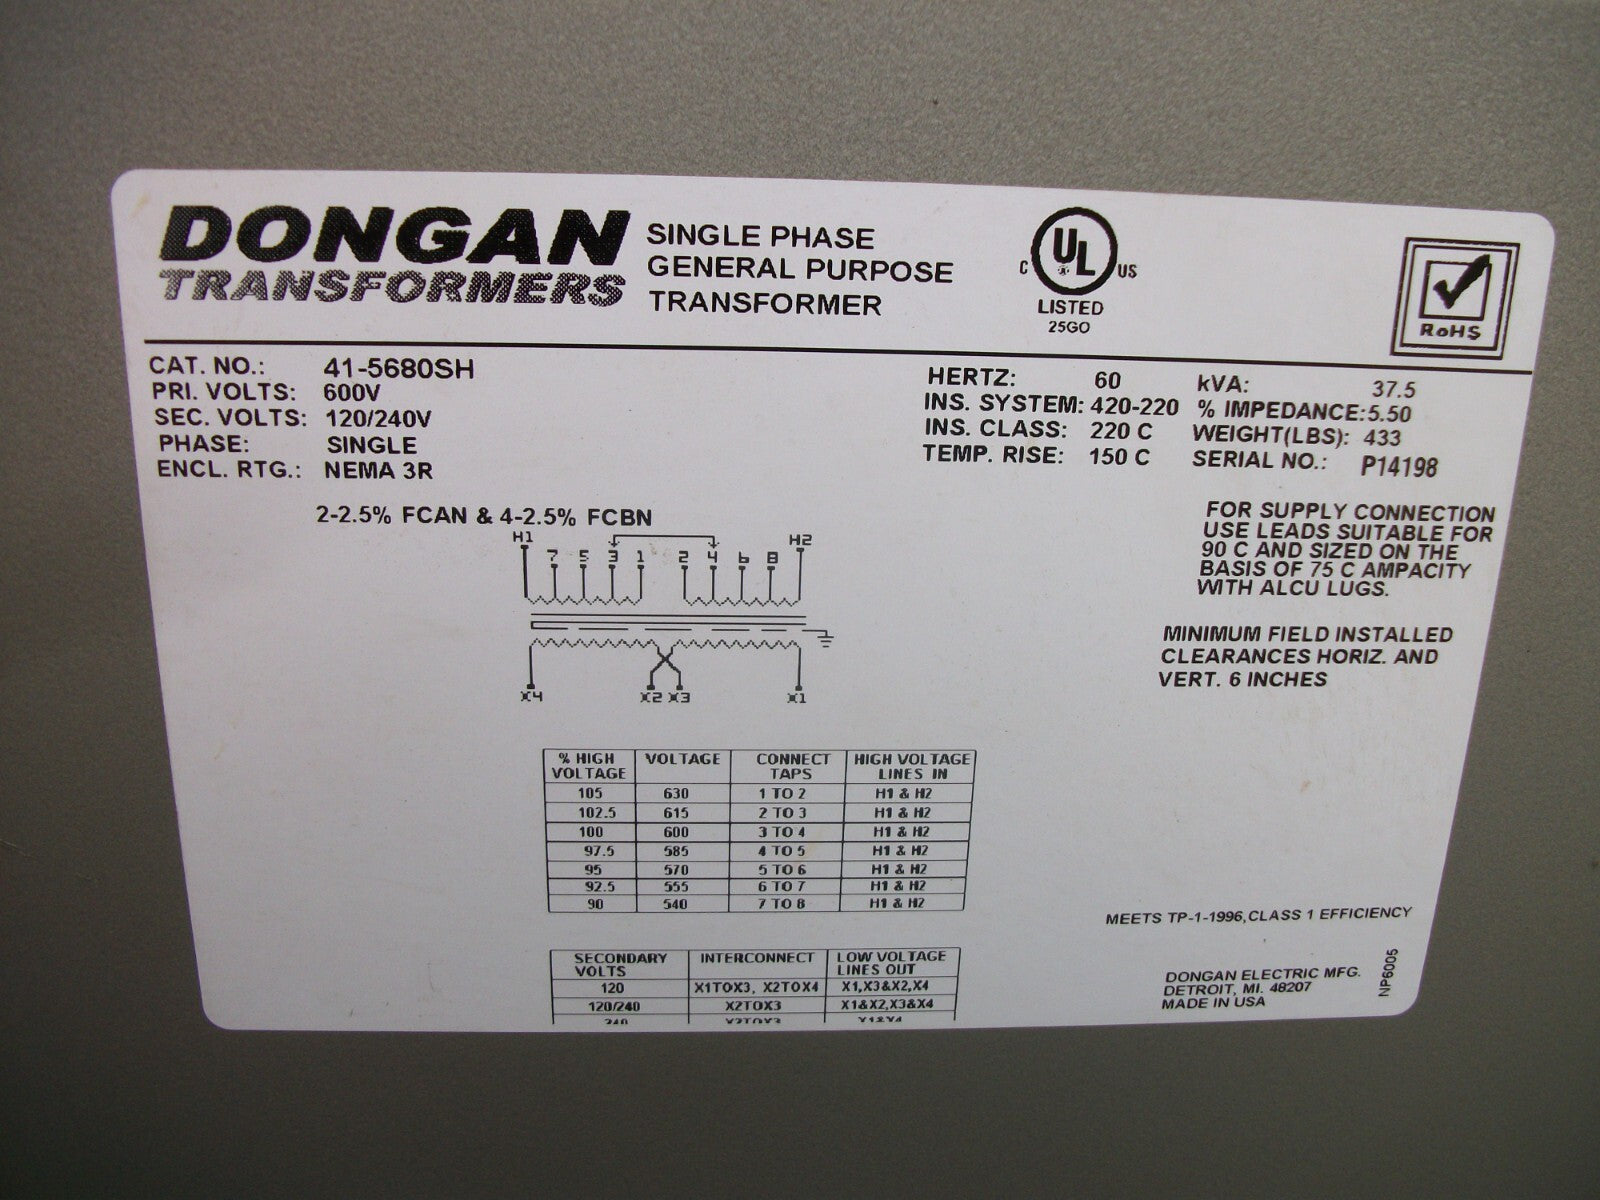 DONGAN
TRANSFORMERS
SINGLE PHASE
GENERAL PURPOSE
TRANSFORMER
C UL US
LISTED
25GO
RoHS
CAT. NO.: 41-5680SH
PRI. VOLTS: 600V
SEC. VOLTS: 120/240V
PHASE: SINGLE
ENCL. RTG.: NEMA 3R
HERTZ: 60
INS. SYSTEM: 420-220
INS. CLASS: 220 C
TEMP. RISE: 150 C
kVA: 37.5
% IMPEDANCE: 5.50
WEIGHT(LBS): 433
SERIAL NO.: P14198
2-2.5% FCAN & 4-2.5% FCBN
H1 7 5 3 1 2 4 6 8 H2
X4 X2 X3 X1
FOR SUPPLY CONNECTION
USE LEADS SUITABLE FOR
90 C AND SIZED ON THE
BASIS OF 75 C AMPACITY
WITH ALCU LUGS.
MINIMUM FIELD INSTALLED
CLEARANCES HORIZ. AND
VERT. 6 INCHES
% HIGH VOLTAGE CONNECT HIGH VOLTAGE
VOLTAGE TAPS LINES IN
105 630 1 TO 2 H1 & H2
102.5 615 2 TO 3 H1 & H2
100 600 3 TO 4 H1 & H2
97.5 585 4 TO 5 H1 & H2
95 570 5 TO 6 H1 & H2
92.5 555 6 TO 7 H1 & H2
90 540 7 TO 8 H1 & H2
SECONDARY INTERCONNECT LOW VOLTAGE
VOLTS LINES OUT
120 X1TOX3, X2TOX4 X1,X3&X2,X4
120/240 X2TOX3 X1&X2,X3&X4
240 X2TOX3 X1&X4
MEETS TP-1-1996, CLASS 1 EFFICIENCY
DONGAN ELECTRIC MFG.
DETROIT, MI. 48207
MADE IN USA
NP6005